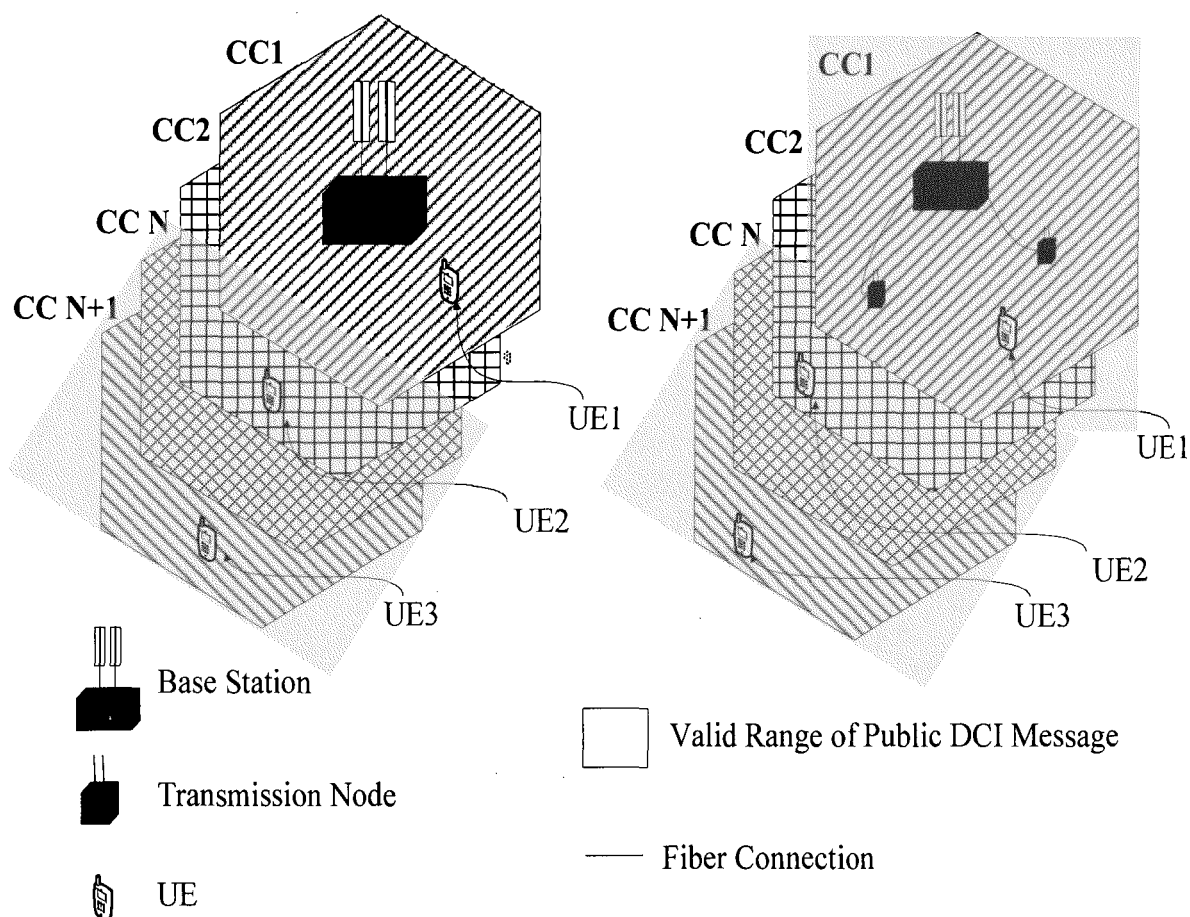 CC1
CC2
CC N
CC N+1
UE1
UE2
UE3
CC1
CC2
CC N
CC N+1
UE1
UE2
UE3
Base Station
Transmission Node
UE
Valid Range of Public DCI Message
Fiber Connection